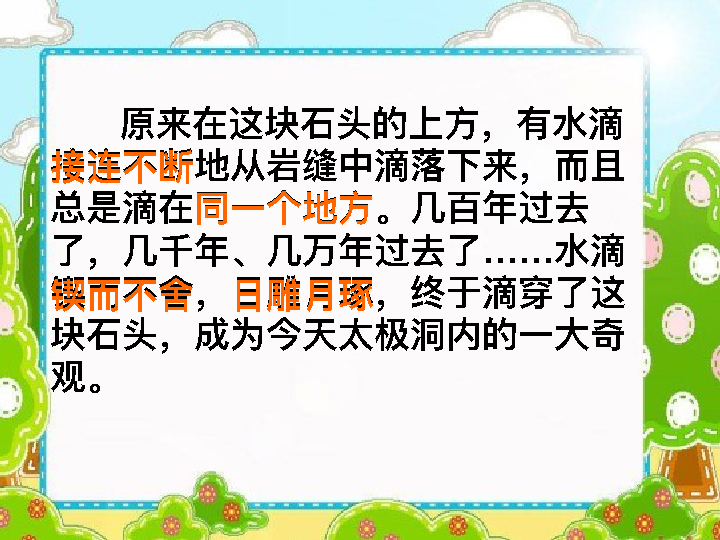 原来在这块石头的上方，有水滴
接连不断地从岩缝中滴落下来，而且
总是滴在同一个地方。几百年过去
了，几千年、几万年过去了……水滴
锲而不舍，日雕月琢，终于滴穿了这
块石头，成为今天太极洞内的一大奇
观。